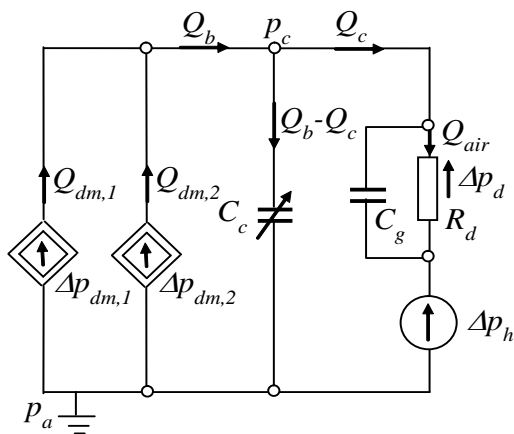 Q_b
p_c
Q_c
Q_b-Q_c
Q_air
Q_dm,1
Q_dm,2
C_c
C_g
Δp_d
R_d
Δp_dm,1
Δp_dm,2
Δp_h
p_a